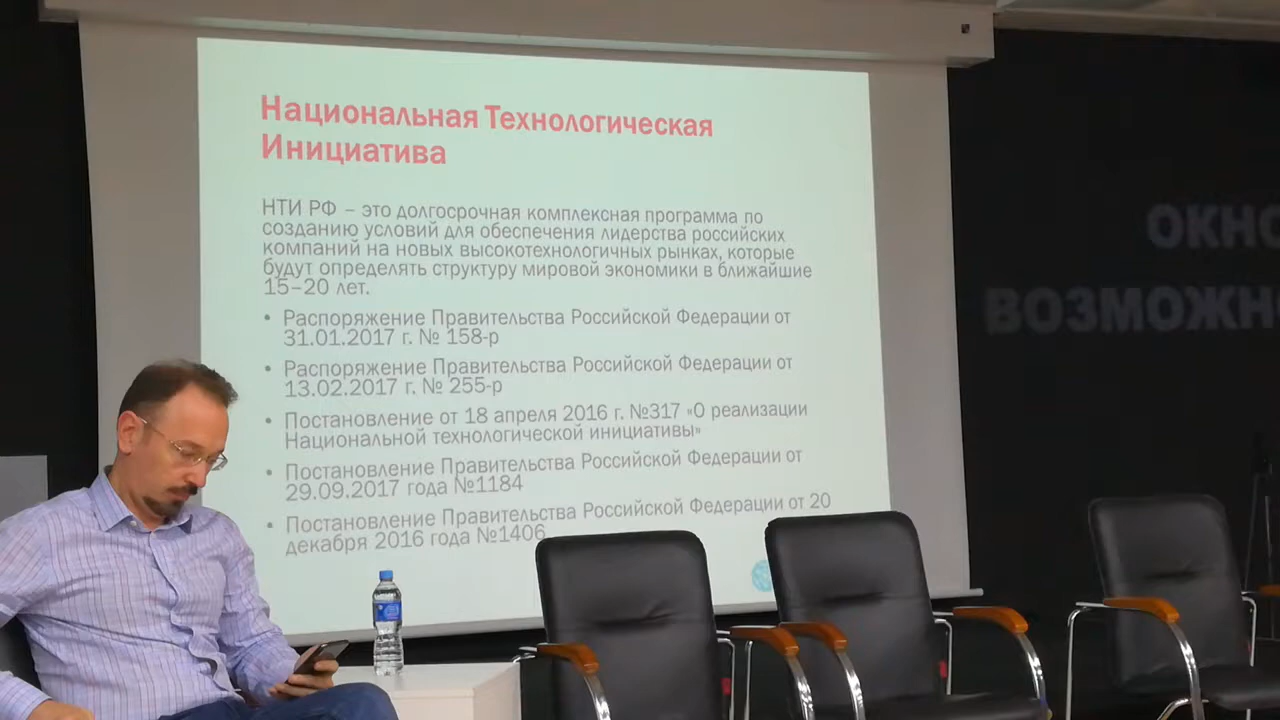 Национальная Технологическая
Инициатива
НТИ РФ – это долгосрочная комплексная программа по
созданию условий для обеспечения лидерства российских
компаний на новых высокотехнологичных рынках, которые
будут определять структуру мировой экономики в ближайшие
15–20 лет.
• Распоряжение Правительства Российской Федерации от
31.01.2017 г. № 158-р
• Распоряжение Правительства Российской Федерации от
13.02.2017 г. № 255-р
• Постановление от 18 апреля 2016 г. №317 «О реализации
Национальной технологической инициативы»
• Постановление Правительства Российской Федерации от
29.09.2017 года №1184
• Постановление Правительства Российской Федерации от 20
декабря 2016 года №1406
ОКНО
ВОЗМОЖН